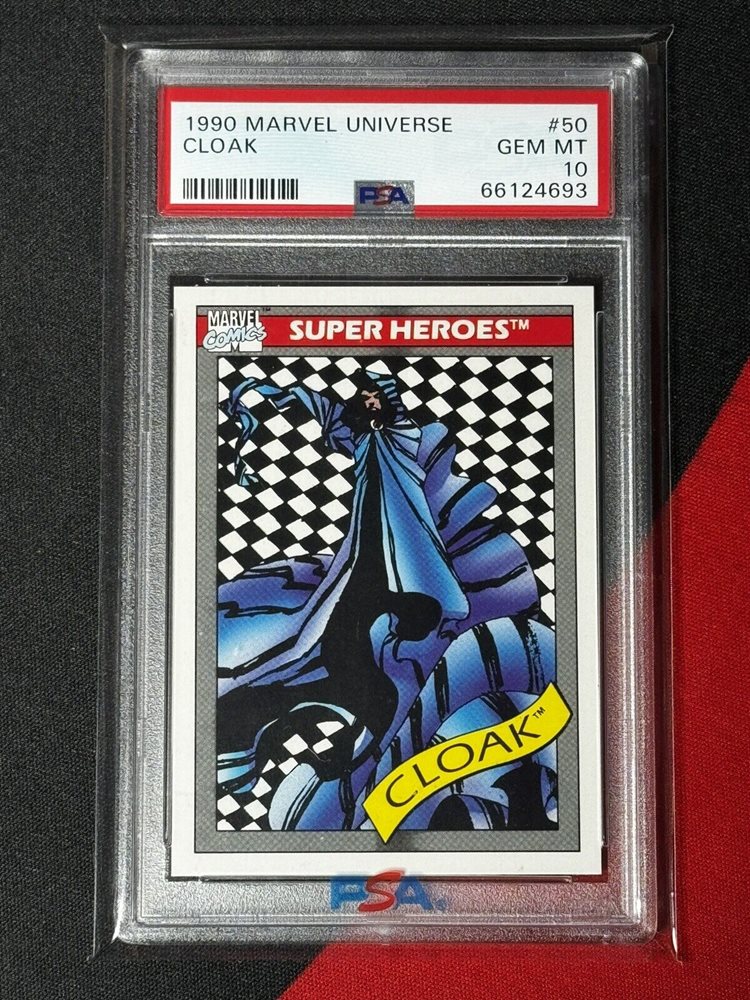 1990 MARVEL UNIVERSE #50
CLOAK GEM MT
10
PSA 66124693
MARVEL
COMICS
SUPER HEROES™
CLOAK™
PSA